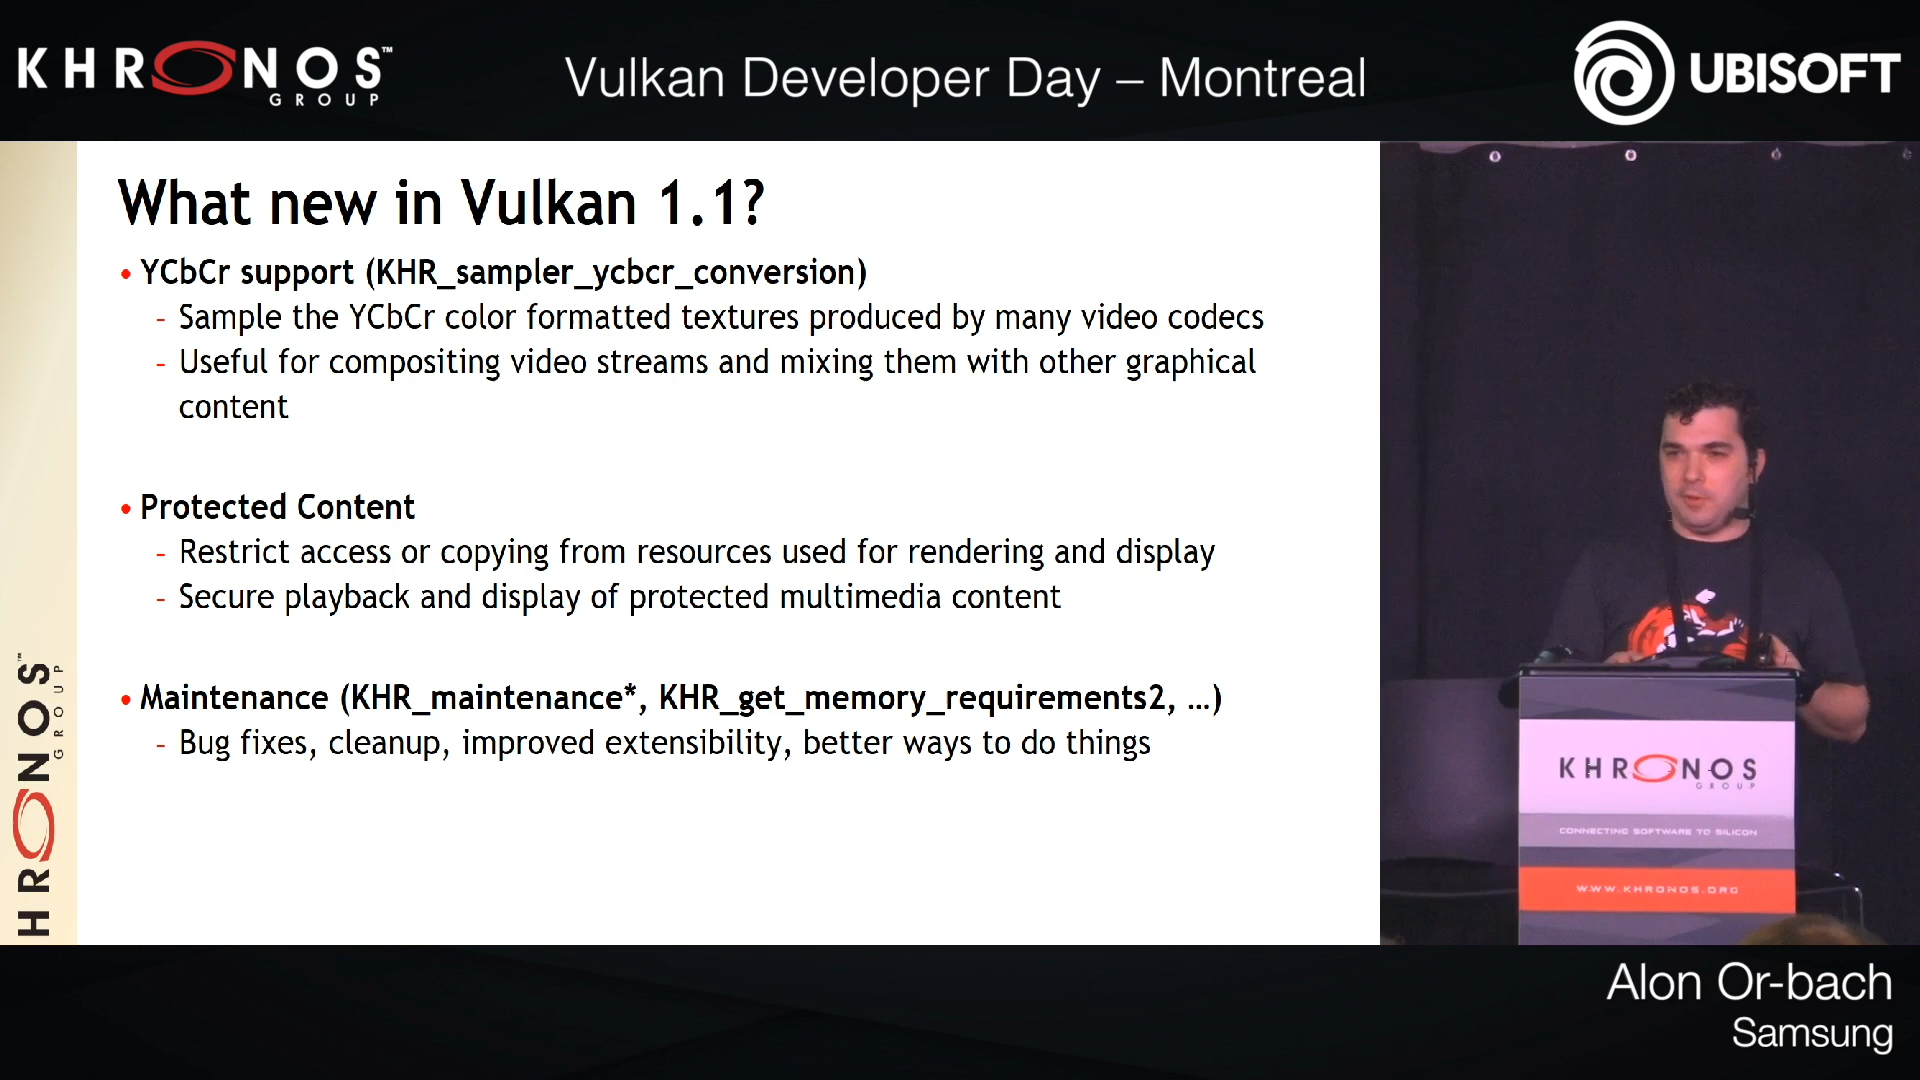 KHRONOS™
GROUP
Vulkan Developer Day – Montreal
UBISOFT
What new in Vulkan 1.1?
• YCbCr support (KHR_sampler_ycbcr_conversion)
- Sample the YCbCr color formatted textures produced by many video codecs
- Useful for compositing video streams and mixing them with other graphical
content
• Protected Content
- Restrict access or copying from resources used for rendering and display
- Secure playback and display of protected multimedia content
• Maintenance (KHR_maintenance*, KHR_get_memory_requirements2, …)
- Bug fixes, cleanup, improved extensibility, better ways to do things
HRONOS™
GROUP
KHRONOS
GROUP
CONNECTING SOFTWARE TO SILICON
WWW.KHRONOS.ORG
Alon Or-bach
Samsung